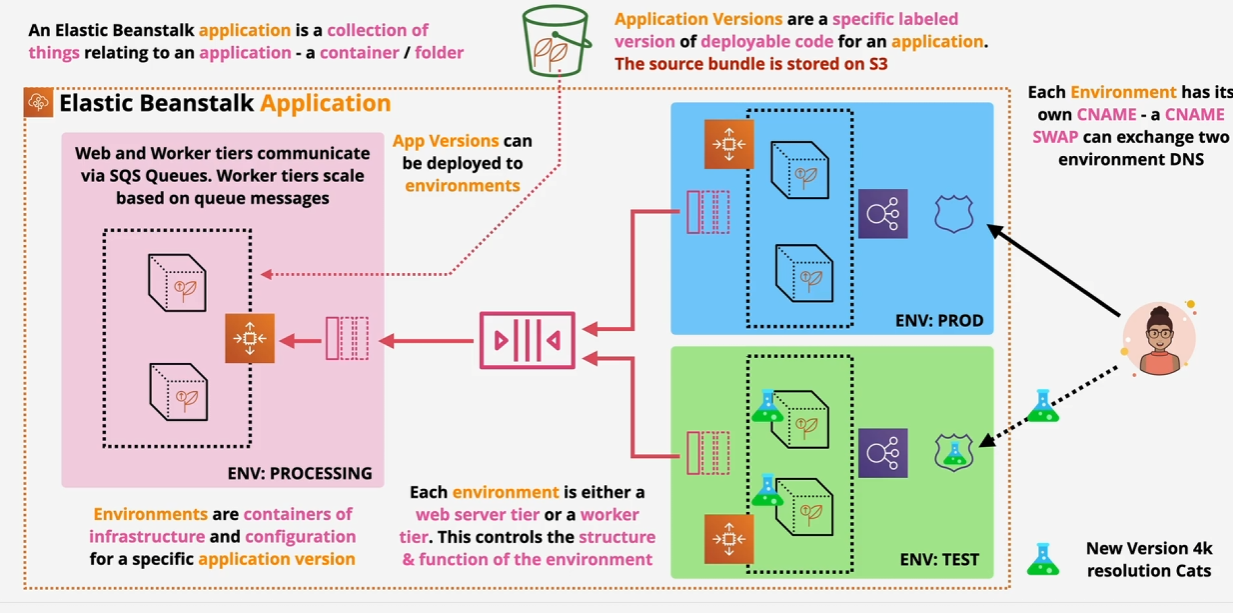 An Elastic Beanstalk application is a collection of
things relating to an application - a container / folder
Application Versions are a specific labeled
version of deployable code for an application.
The source bundle is stored on S3
Elastic Beanstalk Application
Each Environment has its
own CNAME - a CNAME
SWAP can exchange two
environment DNS
Web and Worker tiers communicate
via SQS Queues. Worker tiers scale
based on queue messages
App Versions can
be deployed to
environments
ENV: PROD
ENV: PROCESSING
Environments are containers of
infrastructure and configuration
for a specific application version
Each environment is either a
web server tier or a worker
tier. This controls the structure
& function of the environment
ENV: TEST
New Version 4k
resolution Cats